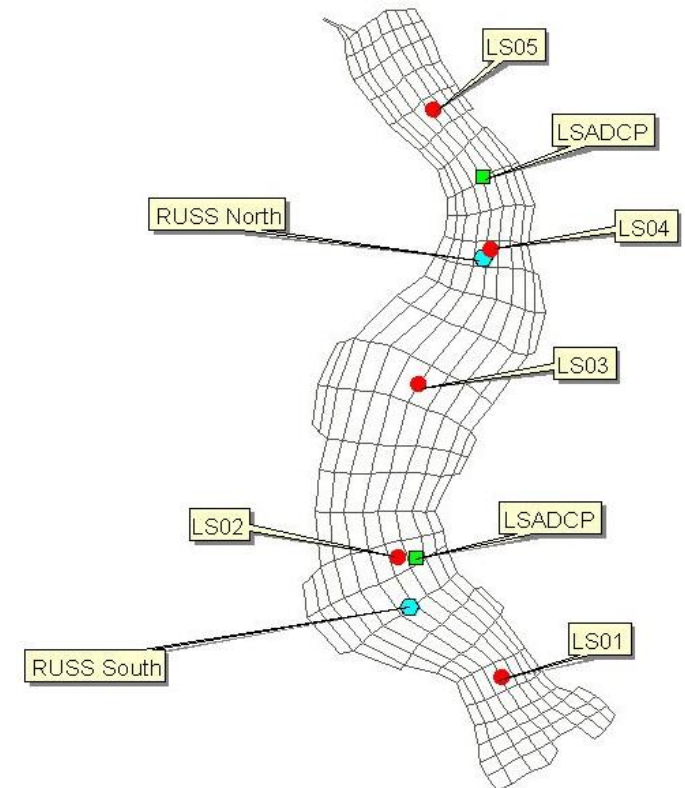 LS05
LSADCP
RUSS North
LS04
LS03
LS02
LSADCP
LS01
RUSS South